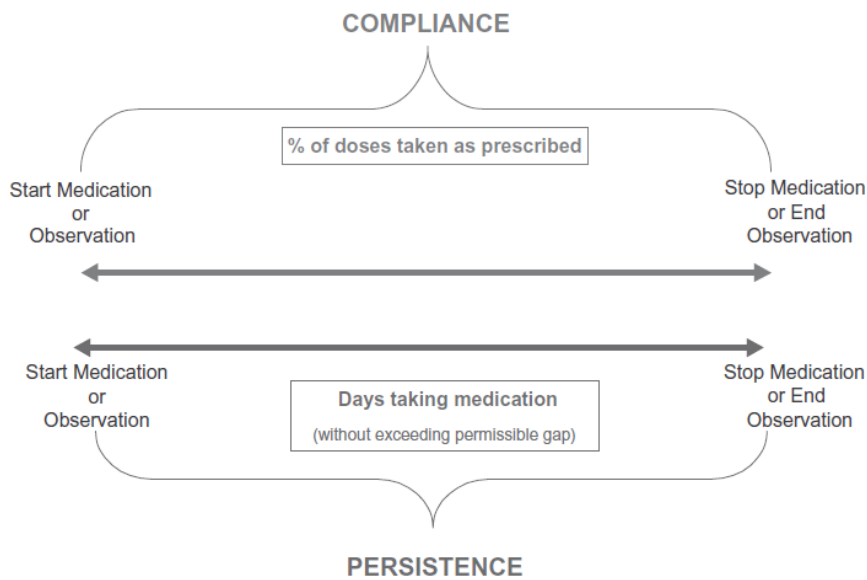 COMPLIANCE
% of doses taken as prescribed
Start Medication
or
Observation
Stop Medication
or End
Observation
Start Medication
or
Observation
Days taking medication
(without exceeding permissible gap)
Stop Medication
or End
Observation
PERSISTENCE